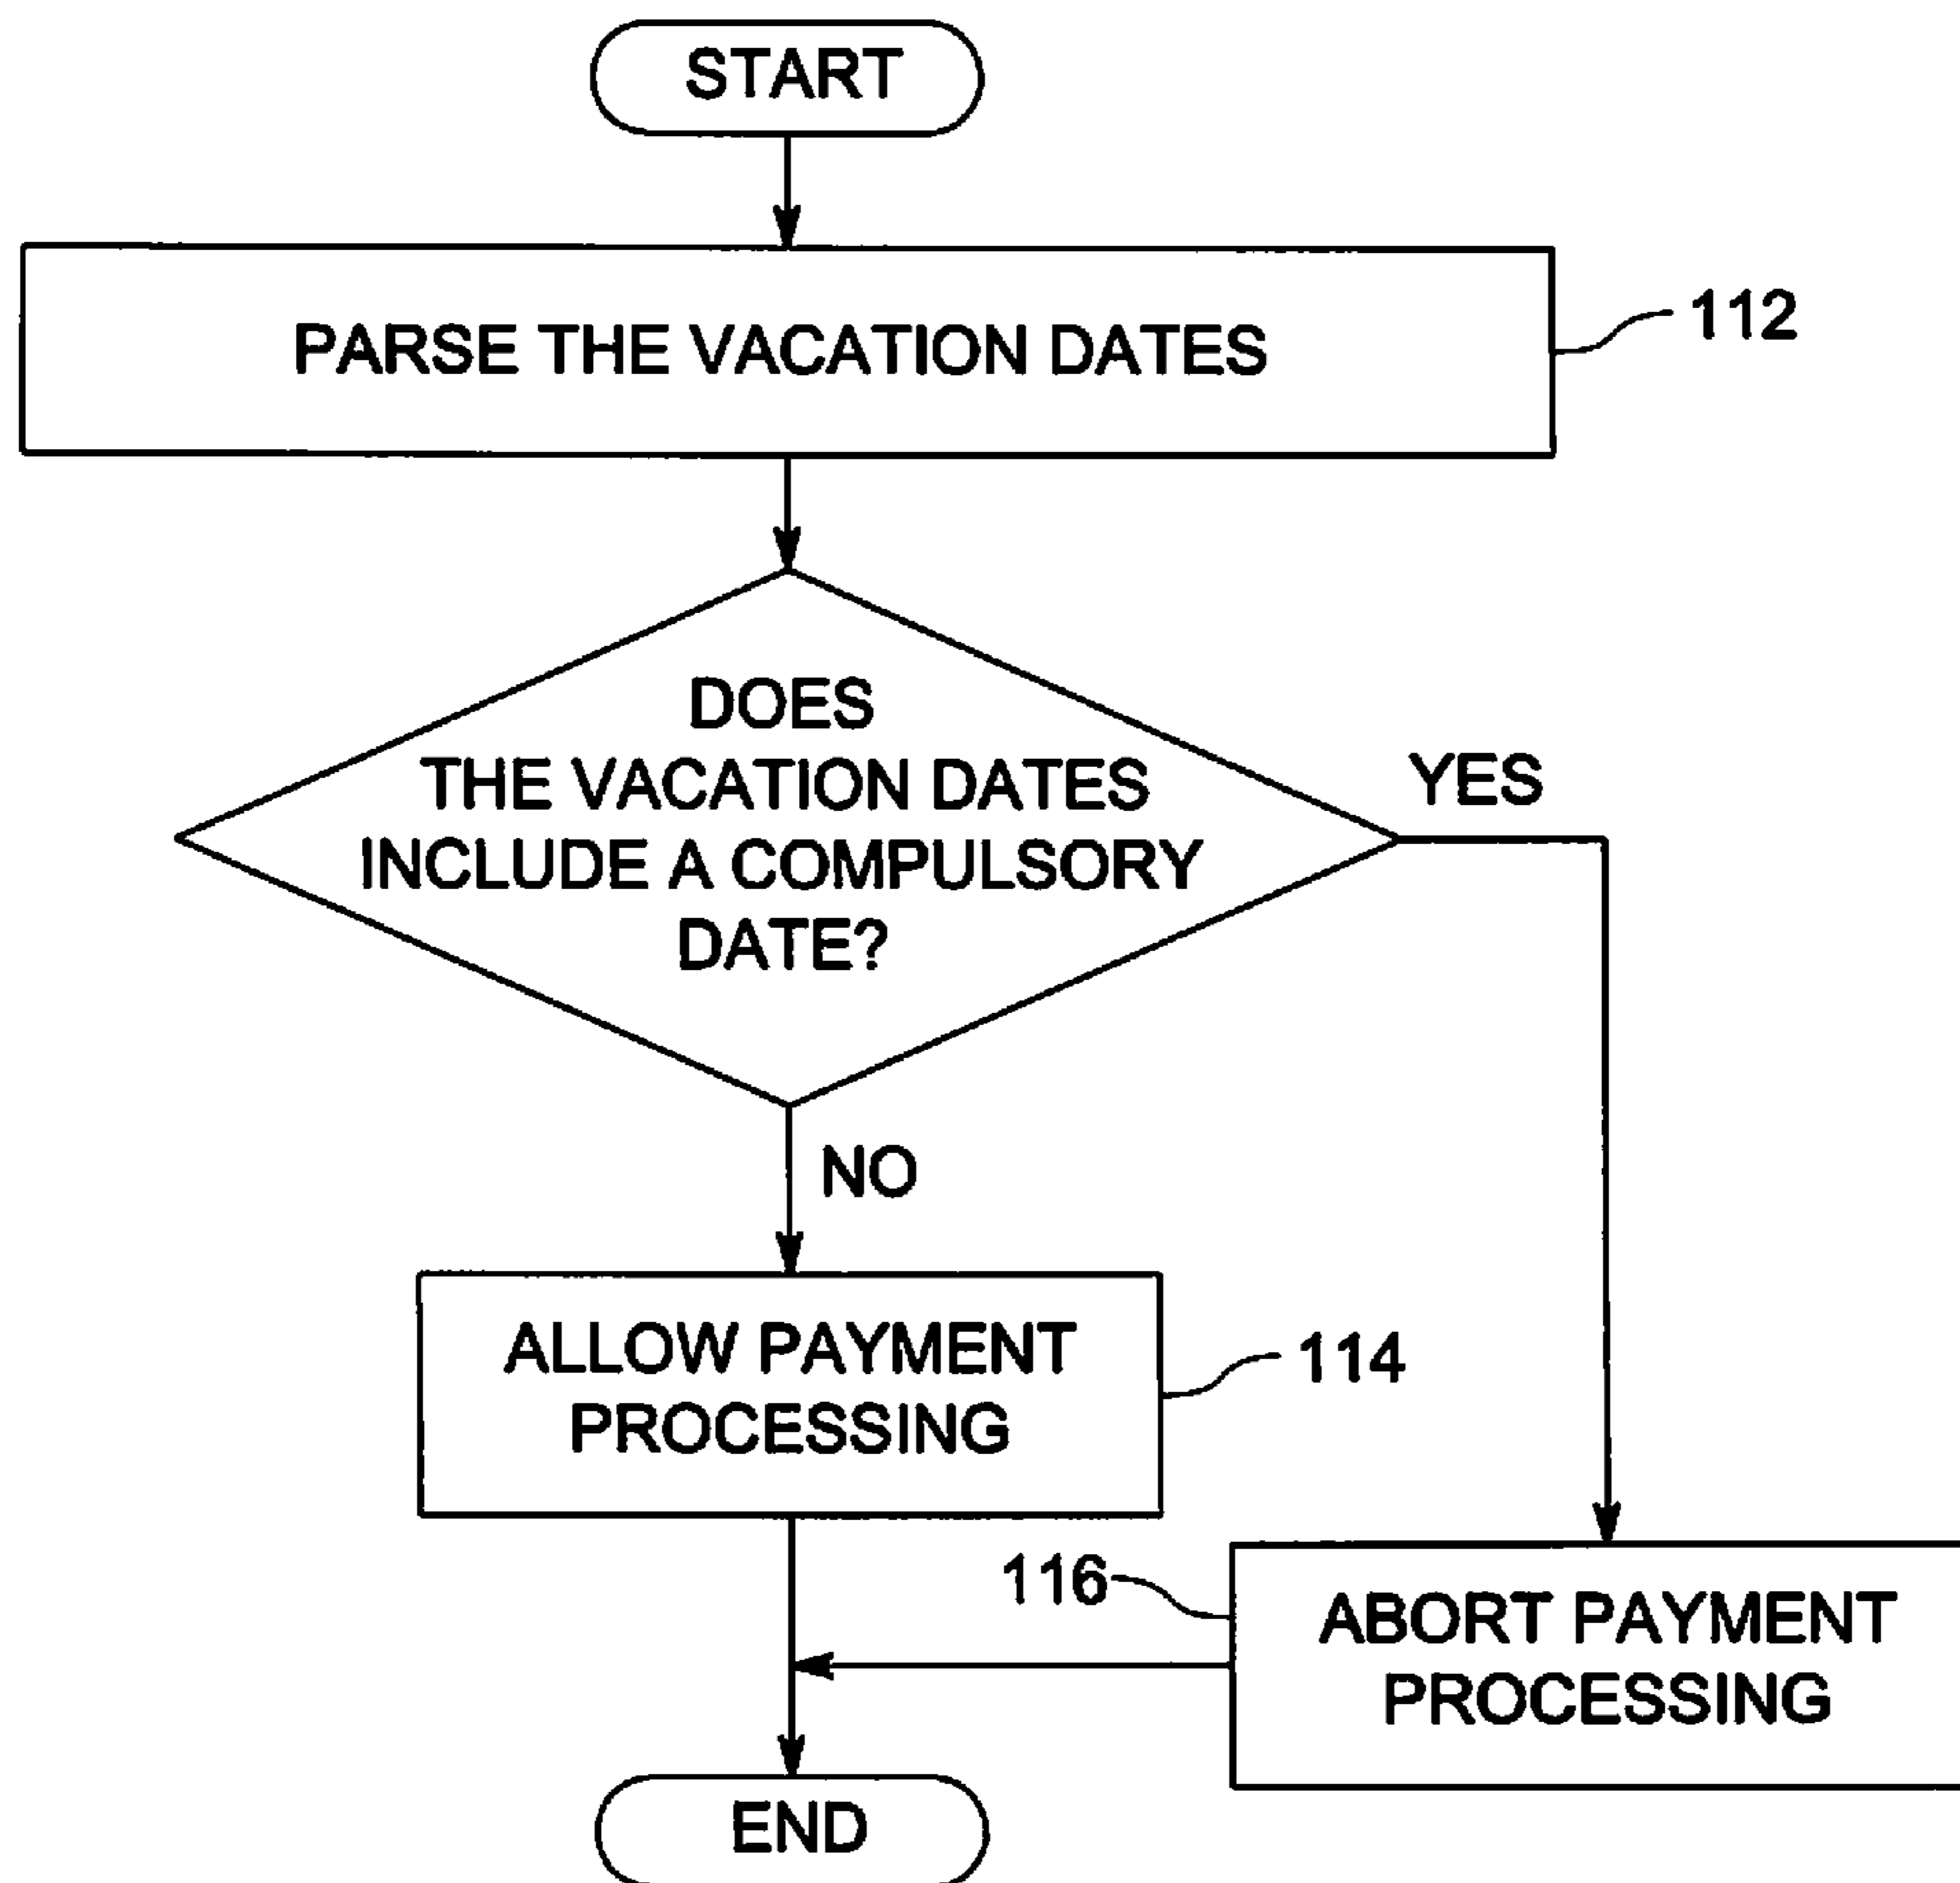 START
PARSE THE VACATION DATES
112
DOES
THE VACATION DATES
INCLUDE A COMPULSORY
DATE?
YES
NO
ALLOW PAYMENT
PROCESSING
114
116
ABORT PAYMENT
PROCESSING
END